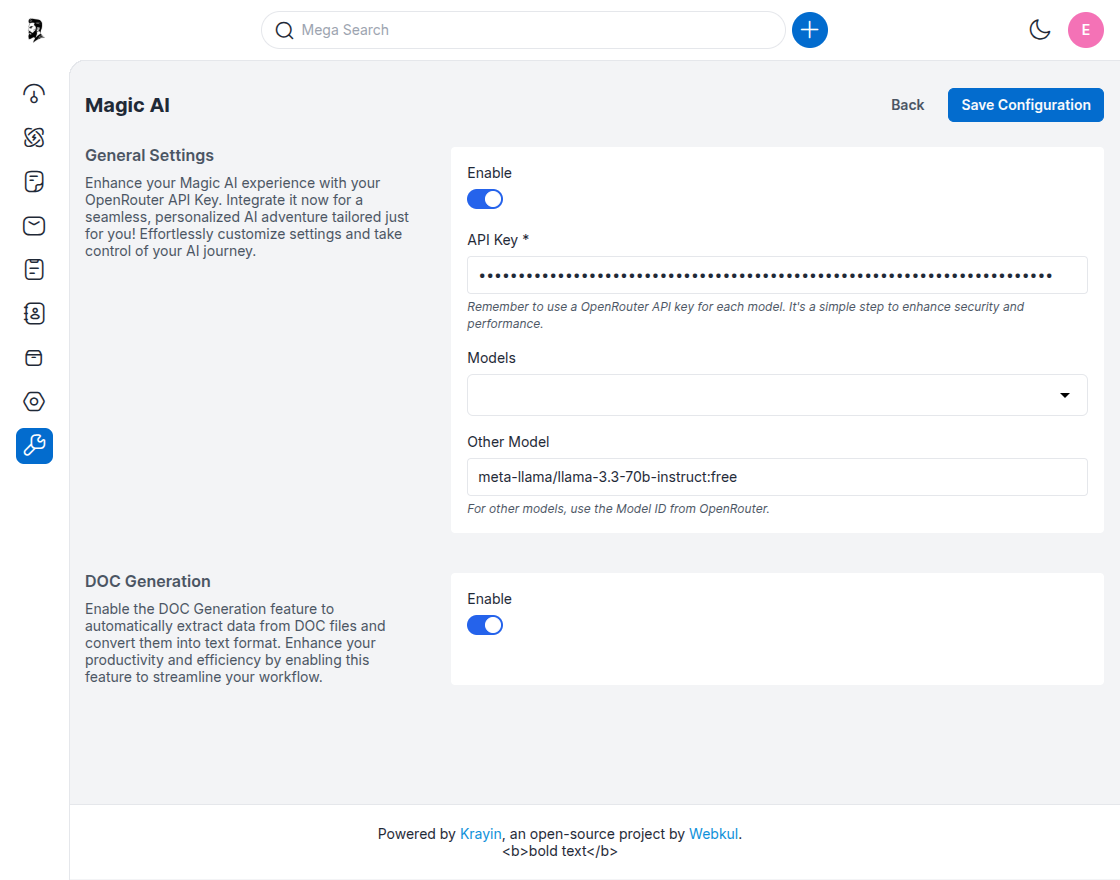 Mega Search
E
Magic AI
Back
Save Configuration
General Settings
Enhance your Magic AI experience with your
OpenRouter API Key. Integrate it now for a
seamless, personalized AI adventure tailored just
for you! Effortlessly customize settings and take
control of your AI journey.
Enable
API Key *
Remember to use a OpenRouter API key for each model. It's a simple step to enhance security and
performance.
Models
Other Model
meta-llama/llama-3.3-70b-instruct:free
For other models, use the Model ID from OpenRouter.
DOC Generation
Enable the DOC Generation feature to
automatically extract data from DOC files and
convert them into text format. Enhance your
productivity and efficiency by enabling this
feature to streamline your workflow.
Enable
Powered by Krayin, an open-source project by Webkul.
<b>bold text</b>